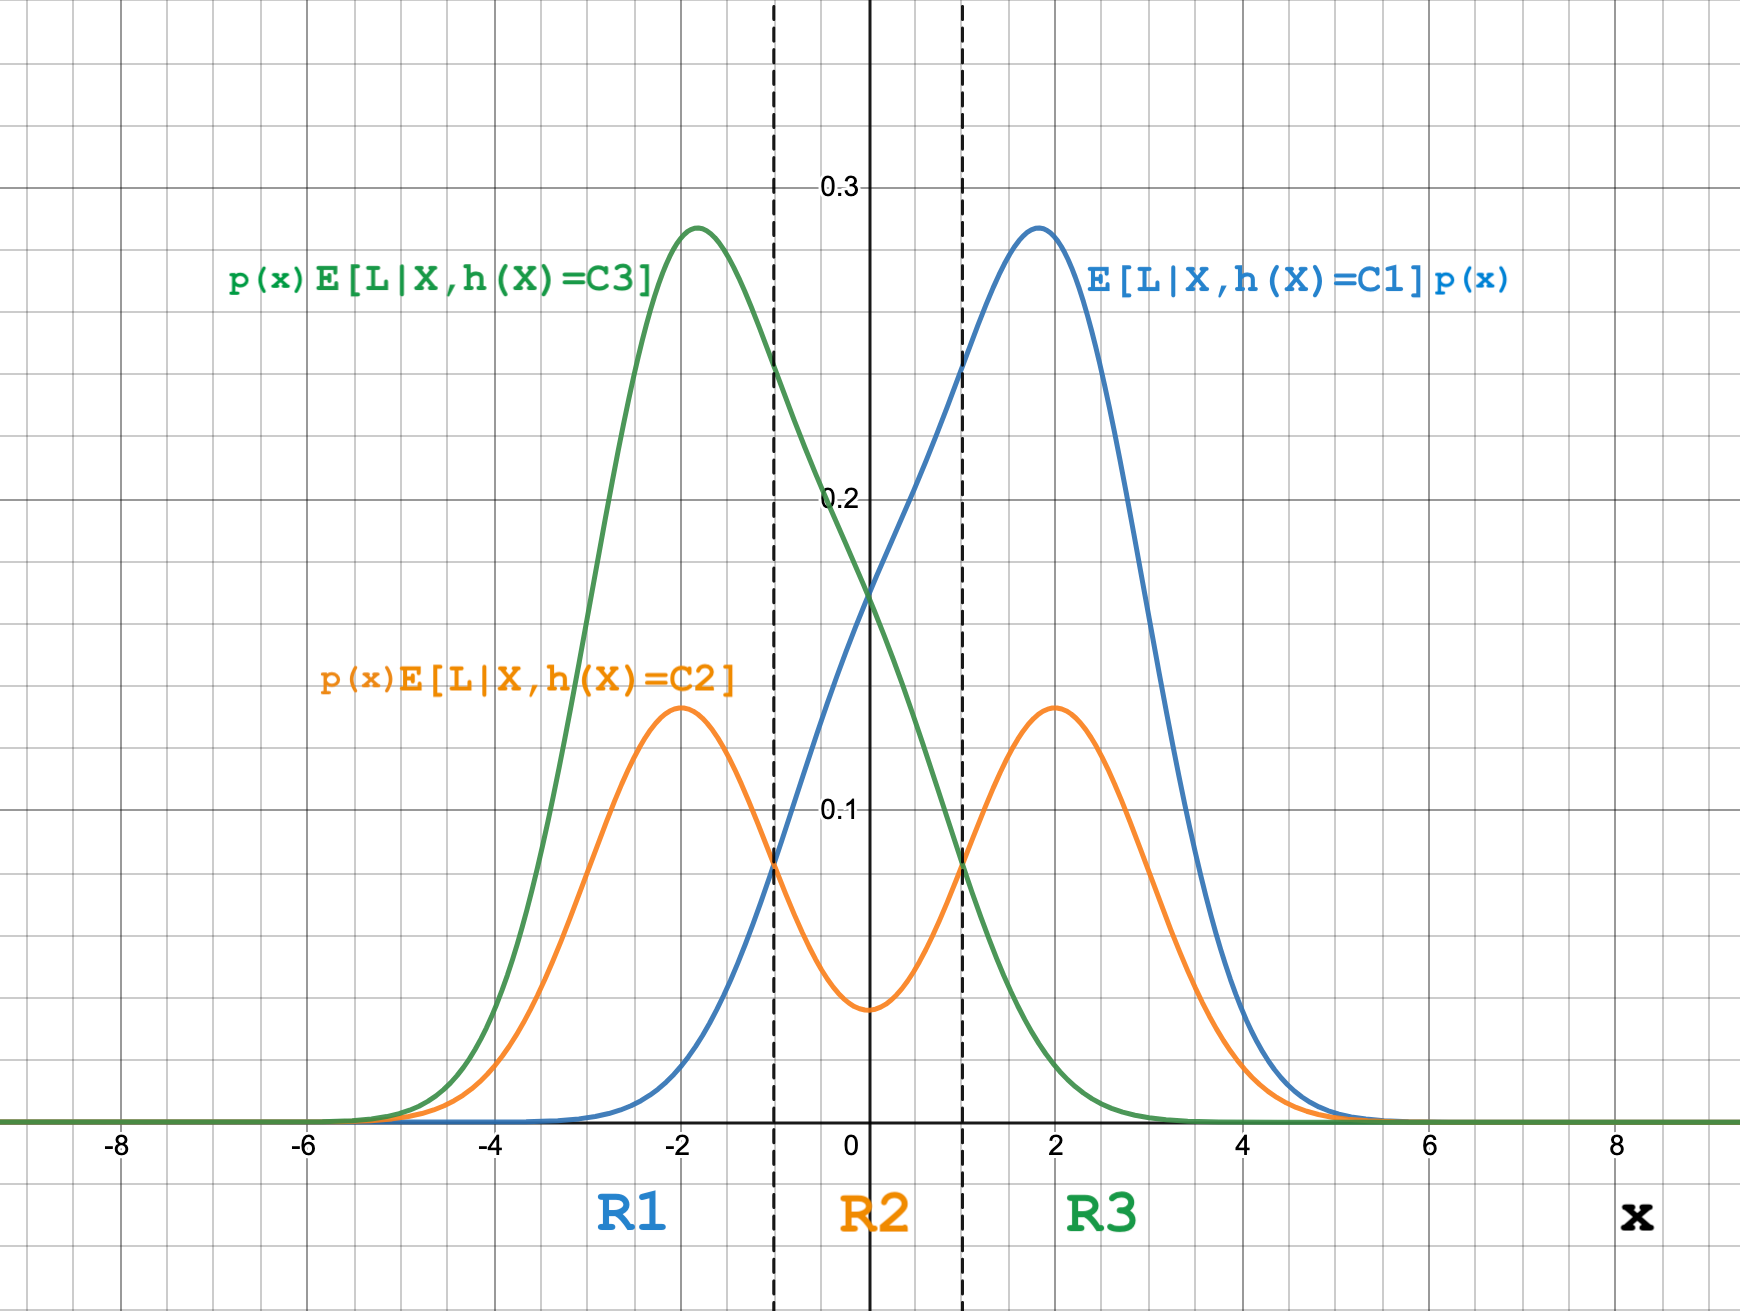 0.3
p(x)E[L|X,h(X)=C3]
E[L|X,h(X)=C1]p(x)
0.2
p(x)E[L|X,h(X)=C2]
0.1
-8 -6 -4 -2 0 2 4 6 8
R1 R2 R3 x